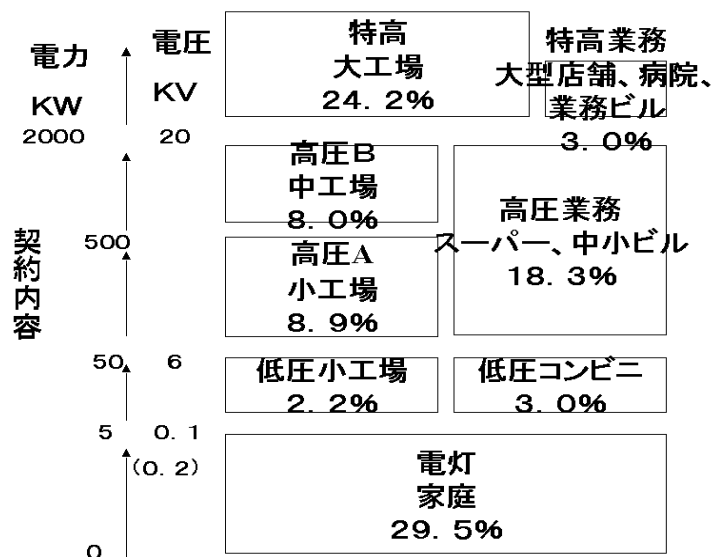 電力
KW
2000
電圧
KV
20
特高
大工場
24.2%
特高業務
大型店舗、病院、
業務ビル
3.0%
契約内容
500
高圧B
中工場
8.0%
高圧A
小工場
8.9%
高圧業務
スーパー、中小ビル
18.3%
50
6
低圧小工場
2.2%
低圧コンビニ
3.0%
5
0.1
(0.2)
電灯
家庭
29.5%
0